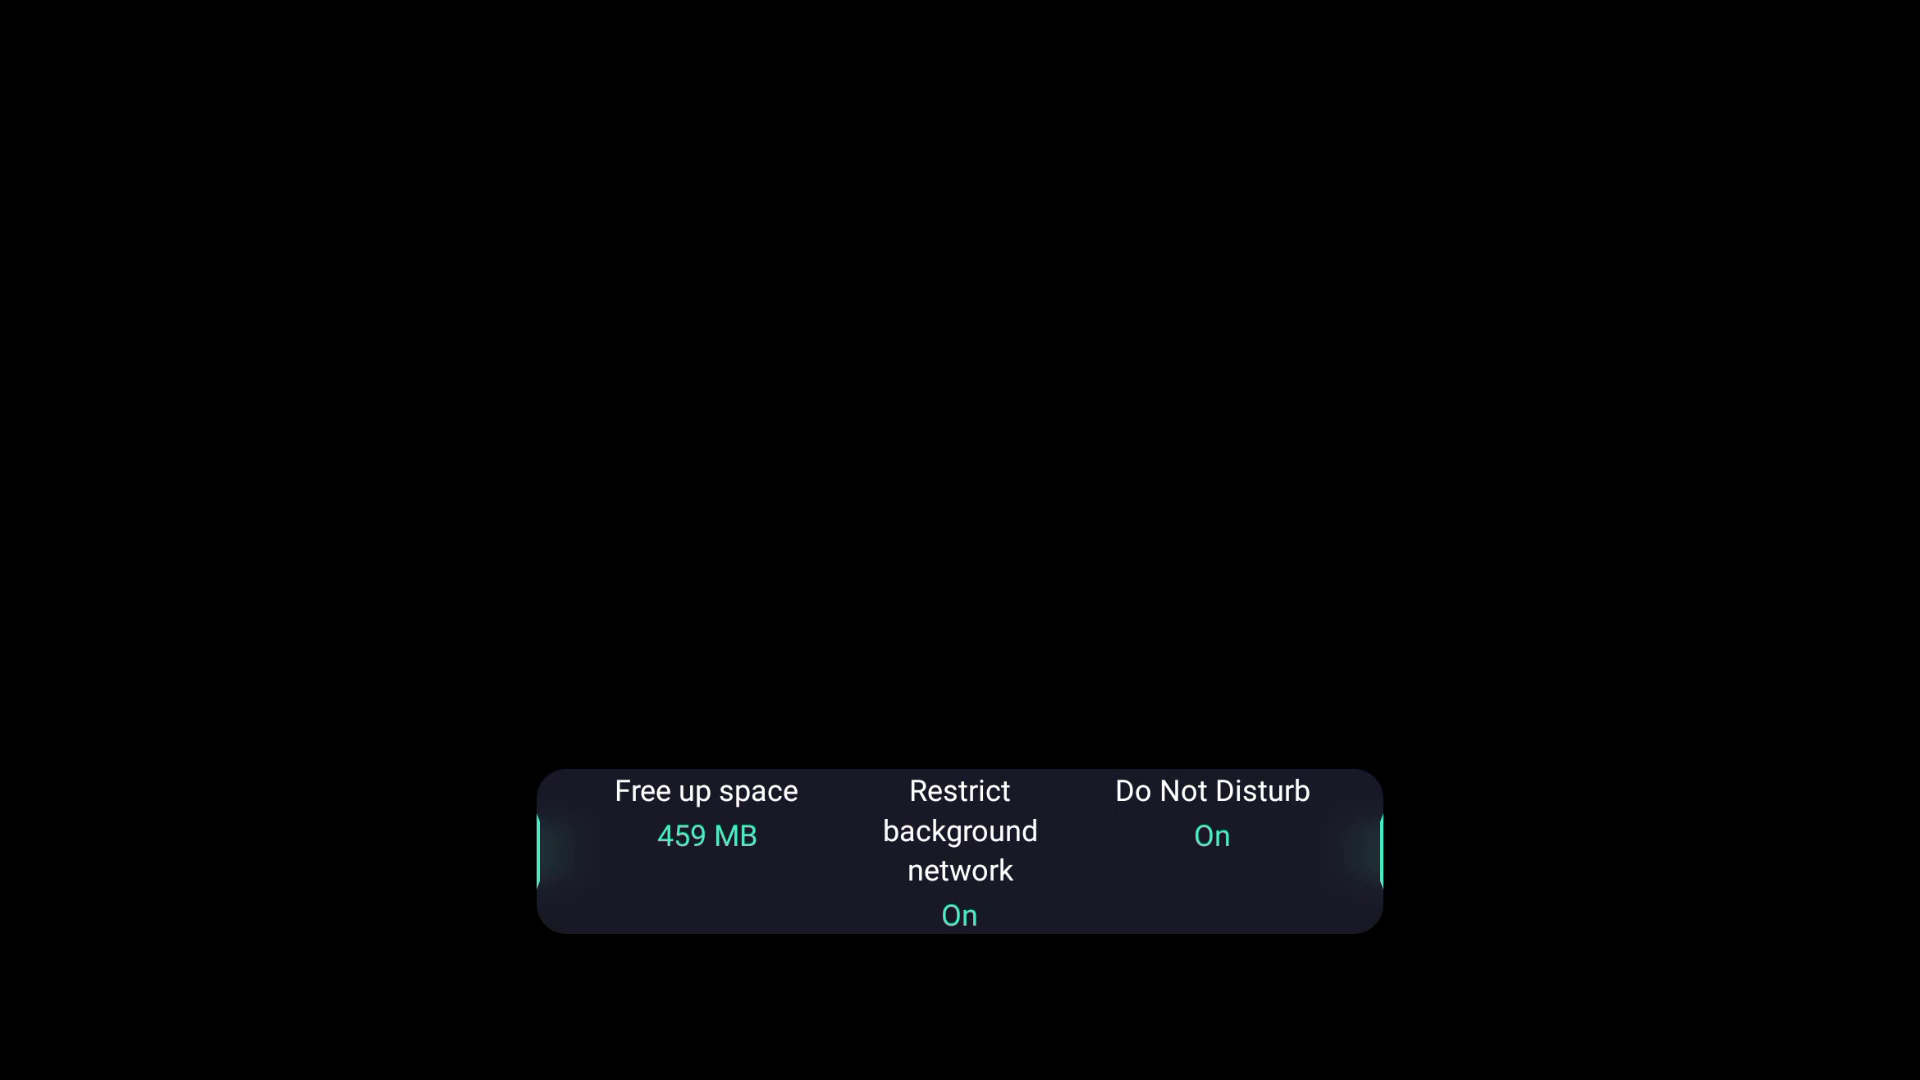 Free up space
459 MB
Restrict
background
network
On
Do Not Disturb
On